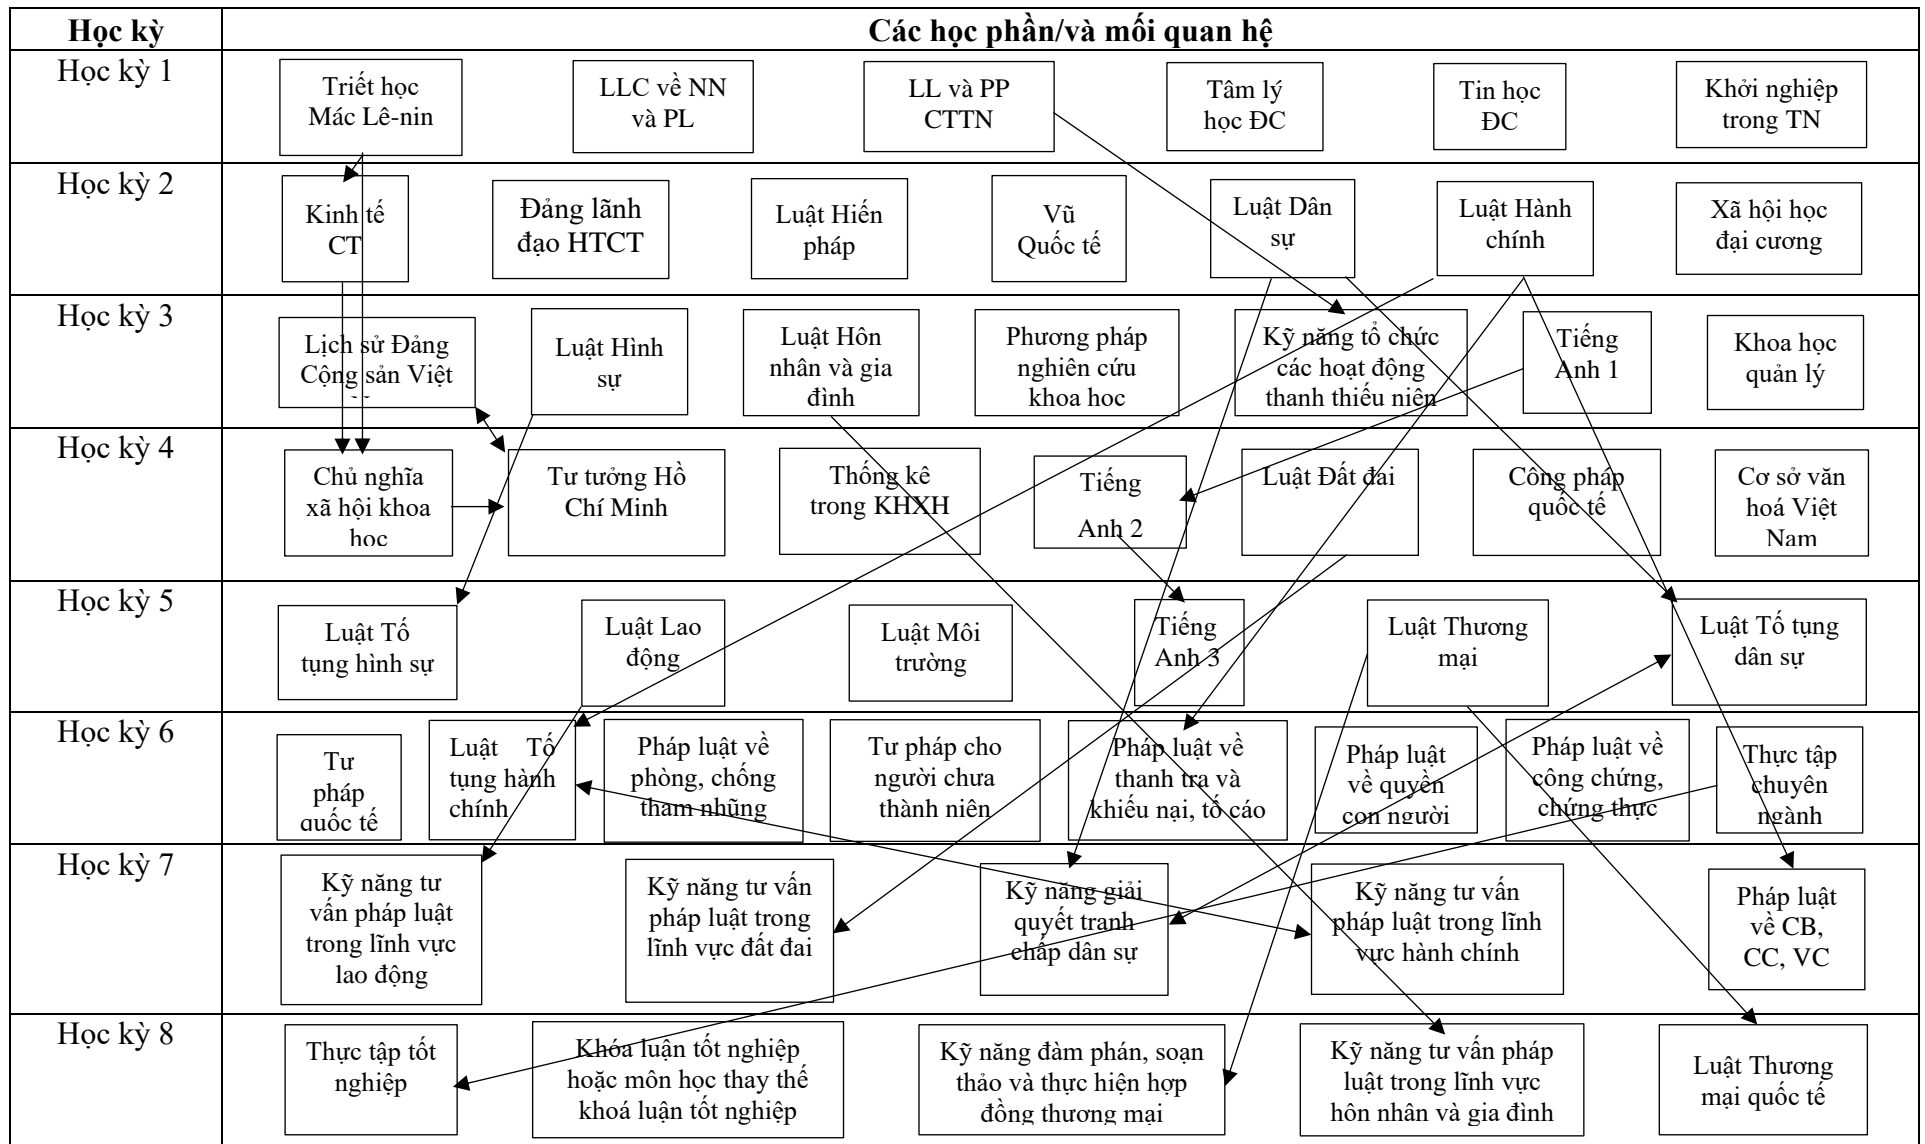 Học kỳ
Các học phần/và mối quan hệ
Học kỳ 1
Triết học
Mác Lê-nin
LLC về NN
và PL
LL và PP
CTTN
Tâm lý
học ĐC
Tin học
ĐC
Khởi nghiệp
trong TN
Học kỳ 2
Kinh tế
CT
Đảng lãnh
đạo HTCT
Luật Hiến
pháp
Vũ
Quốc tế
Luật Dân
sự
Luật Hành
chính
Xã hội học
đại cương
Học kỳ 3
Lịch sử Đảng
Cộng sản Việt
Luật Hình
sự
Luật Hôn
nhân và gia
đình
Phương pháp
nghiên cứu
khoa học
Kỹ năng tổ chức
các hoạt động
thanh thiếu niên
Tiếng
Anh 1
Khoa học
quản lý
Học kỳ 4
Chủ nghĩa
xã hội khoa
học
Tư tưởng Hồ
Chí Minh
Thống kê
trong KHXH
Tiếng
Anh 2
Luật Đất đai
Công pháp
quốc tế
Cơ sở văn
hoá Việt
Nam
Học kỳ 5
Luật Tố
tụng hình sự
Luật Lao
động
Luật Môi
trường
Tiếng
Anh 3
Luật Thương
mại
Luật Tố tụng
dân sự
Học kỳ 6
Tư
pháp
quốc tế
Luật Tố
tụng hành
chính
Pháp luật về
phòng, chống
tham nhũng
Tư pháp cho
người chưa
thành niên
Pháp luật về
thanh tra và
khiếu nại, tố cáo
Pháp luật
về quyền
con người
Pháp luật về
công chứng,
chứng thực
Thực tập
chuyên
ngành
Học kỳ 7
Kỹ năng tư
vấn pháp luật
trong lĩnh vực
lao động
Kỹ năng tư vấn
pháp luật trong
lĩnh vực đất đai
Kỹ năng giải
quyết tranh
chấp dân sự
Kỹ năng tư vấn
pháp luật trong lĩnh
vực hành chính
Pháp luật
về CB,
CC, VC
Học kỳ 8
Thực tập tốt
nghiệp
Khóa luận tốt nghiệp
hoặc môn học thay thế
khoá luận tốt nghiệp
Kỹ năng đàm phán, soạn
thảo và thực hiện hợp
đồng thương mại
Kỹ năng tư vấn pháp
luật trong lĩnh vực
hôn nhân và gia đình
Luật Thương
mại quốc tế